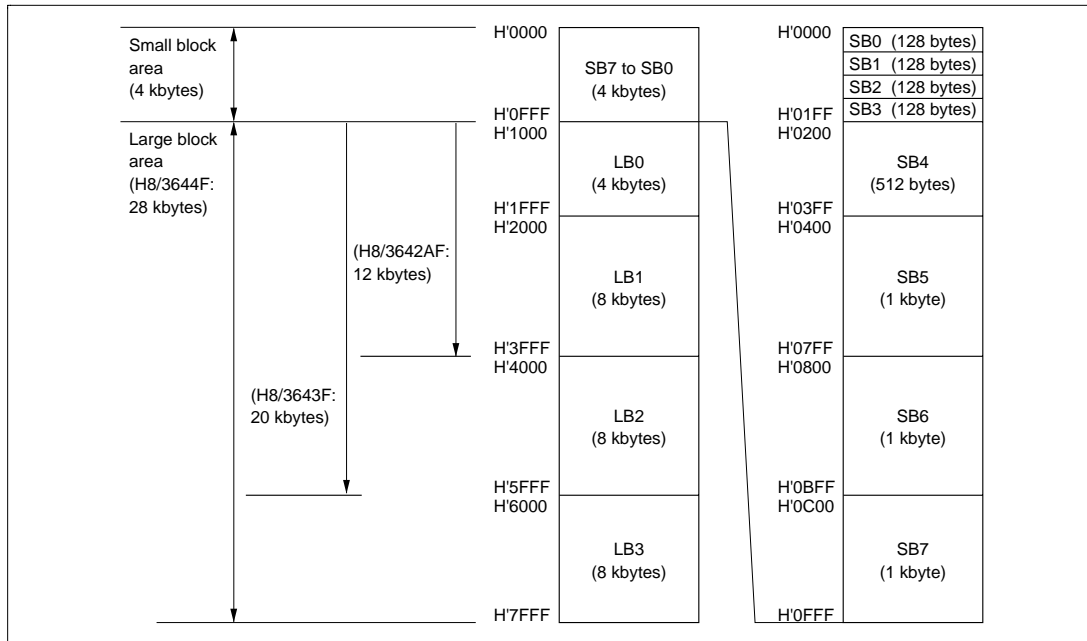 Small block
area
(4 kbytes)
Large block
area
(H8/3644F:
28 kbytes)
(H8/3642AF:
12 kbytes)
(H8/3643F:
20 kbytes)
H'0000
SB7 to SB0
(4 kbytes)
H'0FFF
H'1000
LB0
(4 kbytes)
H'1FFF
H'2000
LB1
(8 kbytes)
H'3FFF
H'4000
LB2
(8 kbytes)
H'5FFF
H'6000
LB3
(8 kbytes)
H'7FFF
H'0000
SB0 (128 bytes)
SB1 (128 bytes)
SB2 (128 bytes)
SB3 (128 bytes)
H'01FF
H'0200
SB4
(512 bytes)
H'03FF
H'0400
SB5
(1 kbyte)
H'07FF
H'0800
SB6
(1 kbyte)
H'0BFF
H'0C00
SB7
(1 kbyte)
H'0FFF